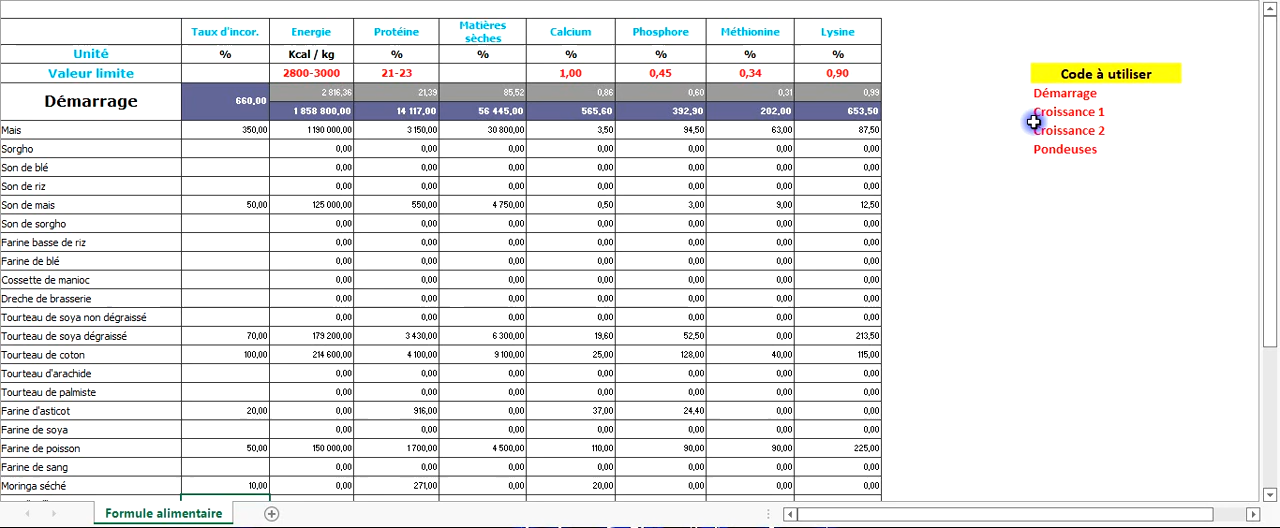 Taux d'incor. Energie Protéine Matières sèches Calcium Phosphore Méthionine Lysine
Unité % Kcal / kg % % % % % %
Valeur limite 2800-3000 21-23 1,00 0,45 0,34 0,90
Démarrage 660,00 2 816,36 21,39 85,52 0,86 0,60 0,31 0,99
1 858 800,00 14 117,00 56 445,00 565,60 392,90 202,00 653,50
Mais 350,00 1 190 000,00 3 150,00 30 800,00 3,50 94,50 63,00 87,50
Sorgho 0,00 0,00 0,00 0,00 0,00 0,00 0,00
Son de blé 0,00 0,00 0,00 0,00 0,00 0,00 0,00
Son de riz 0,00 0,00 0,00 0,00 0,00 0,00 0,00
Son de mais 50,00 125 000,00 550,00 4 750,00 0,50 3,00 9,00 12,50
Son de sorgho 0,00 0,00 0,00 0,00 0,00 0,00 0,00
Farine basse de riz 0,00 0,00 0,00 0,00 0,00 0,00 0,00
Farine de blé 0,00 0,00 0,00 0,00 0,00 0,00 0,00
Cossette de manioc 0,00 0,00 0,00 0,00 0,00 0,00 0,00
Dreche de brasserie 0,00 0,00 0,00 0,00 0,00 0,00 0,00
Tourteau de soya non dégraissé 0,00 0,00 0,00 0,00 0,00 0,00 0,00
Tourteau de soya dégraissé 70,00 179 200,00 3 430,00 6 300,00 19,60 52,50 0,00 213,50
Tourteau de coton 100,00 214 600,00 4 100,00 9 100,00 25,00 128,00 40,00 115,00
Tourteau d'arachide 0,00 0,00 0,00 0,00 0,00 0,00 0,00
Tourteau de palmiste 0,00 0,00 0,00 0,00 0,00 0,00 0,00
Farine d'asticot 20,00 0,00 916,00 0,00 37,00 24,40 0,00 0,00
Farine de soya 0,00 0,00 0,00 0,00 0,00 0,00 0,00
Farine de poisson 50,00 150 000,00 1 700,00 4 500,00 110,00 90,00 90,00 225,00
Farine de sang 0,00 0,00 0,00 0,00 0,00 0,00 0,00
Moringa séché 10,00 0,00 271,00 0,00 20,00 0,00 0,00 0,00
Code à utiliser
Démarrage
Croissance 1
Croissance 2
Pondeuses
Formule alimentaire